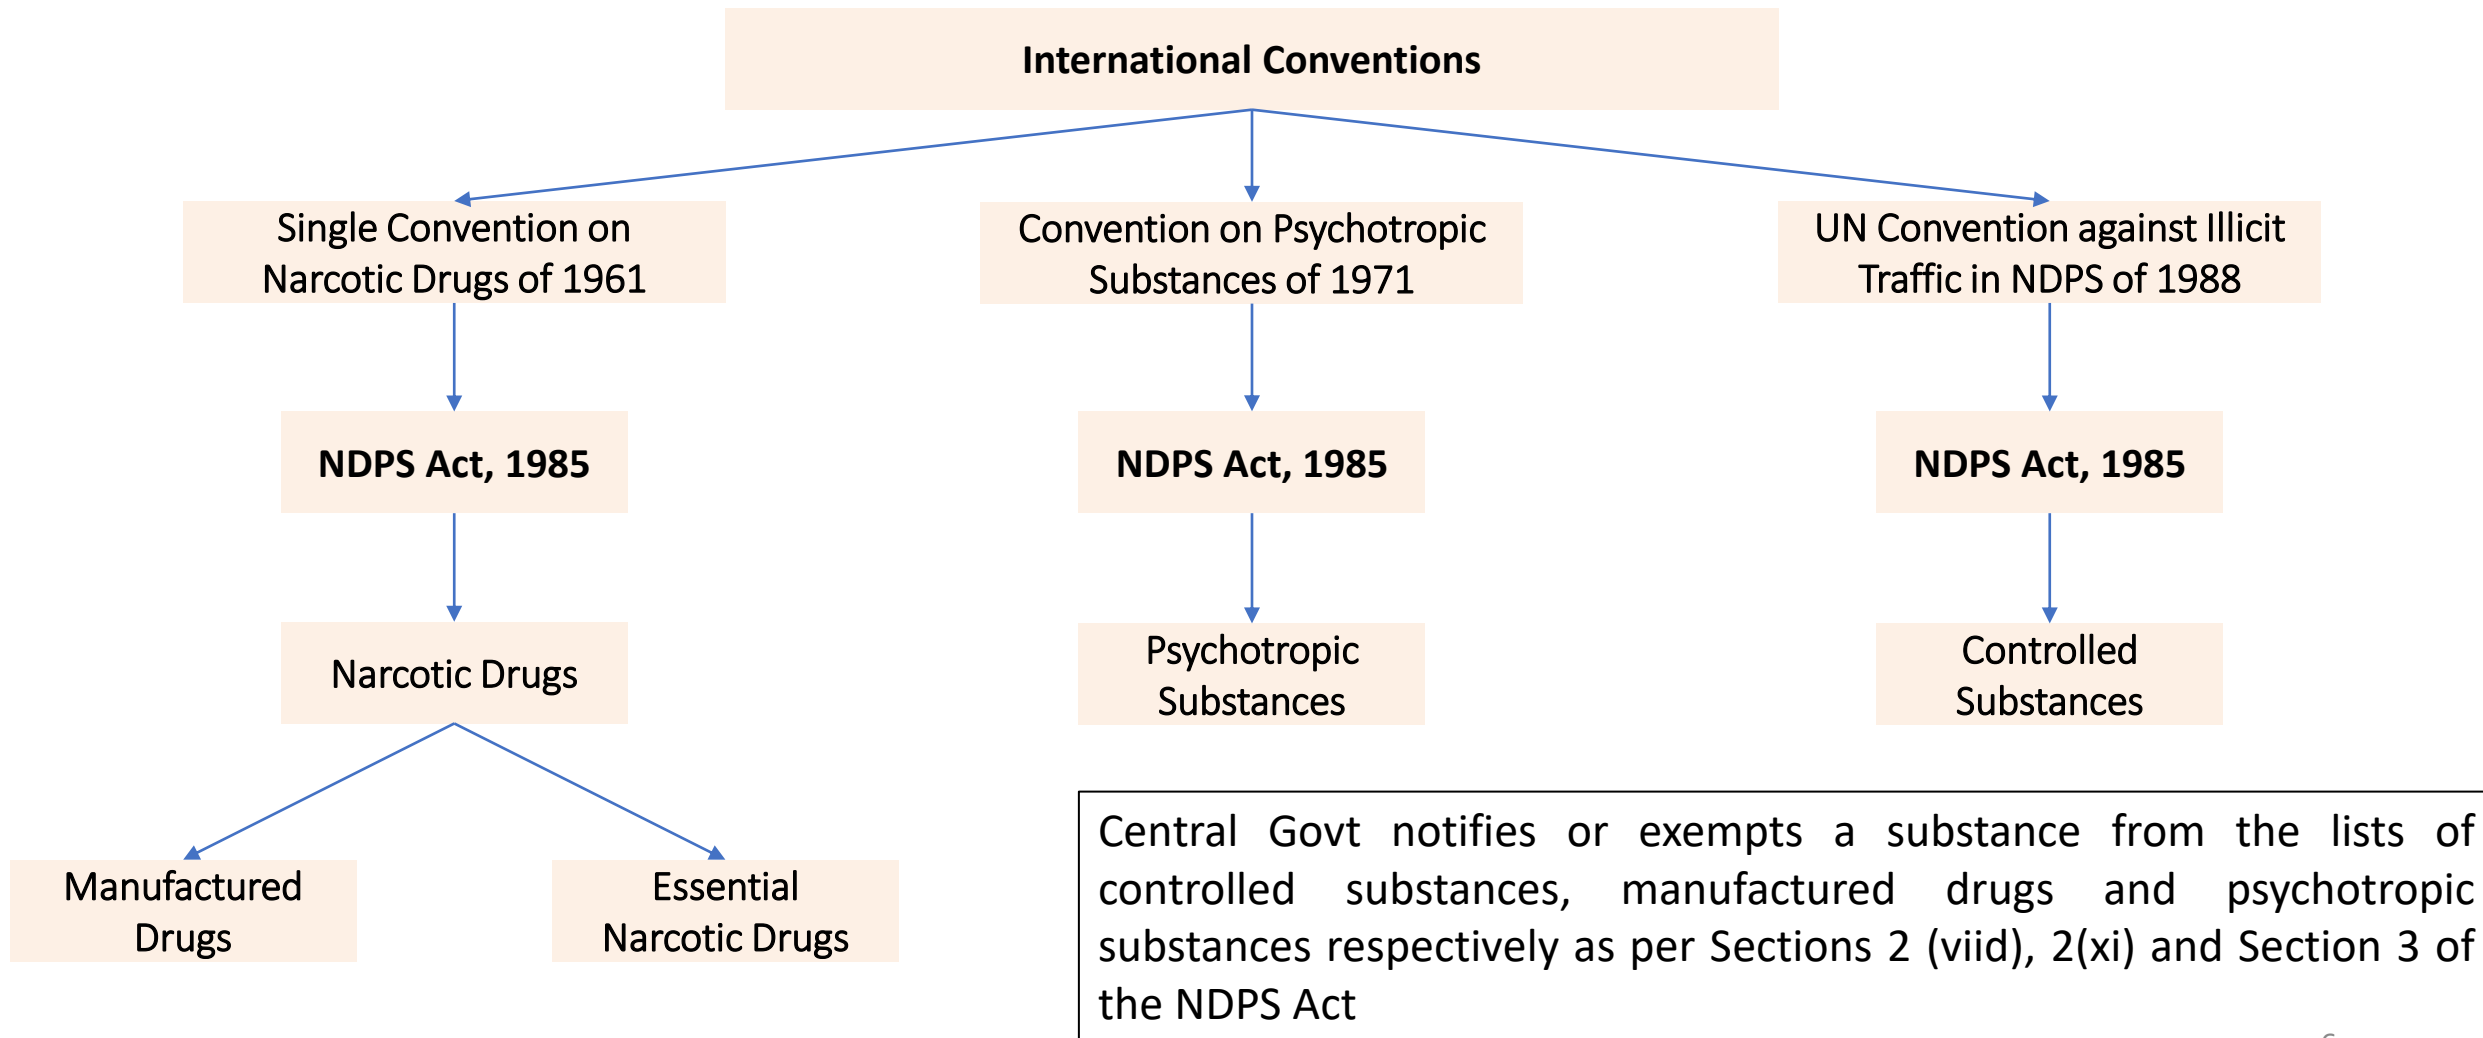 International Conventions
Single Convention on
Narcotic Drugs of 1961
Convention on Psychotropic
Substances of 1971
UN Convention against Illicit
Traffic in NDPS of 1988
NDPS Act, 1985
NDPS Act, 1985
NDPS Act, 1985
Narcotic Drugs
Psychotropic
Substances
Controlled
Substances
Manufactured
Drugs
Essential
Narcotic Drugs
Central Govt notifies or exempts a substance from the lists of
controlled substances, manufactured drugs and psychotropic
substances respectively as per Sections 2 (viid), 2(xi) and Section 3 of
the NDPS Act